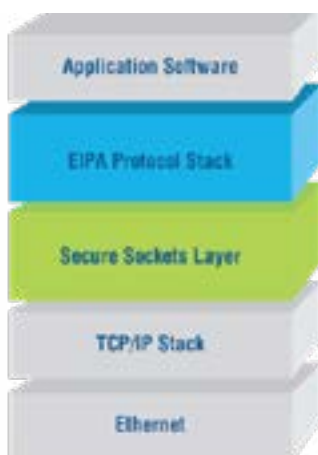 Application Software
EIPA Protocol Stack
Secure Sockets Layer
TCP/IP Stack
Ethernet